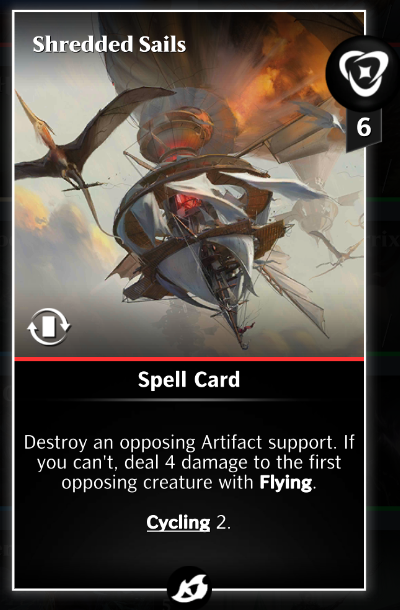 Shredded Sails
6
Spell Card
Destroy an opposing Artifact support. If
you can't, deal 4 damage to the first
opposing creature with Flying.
Cycling 2.